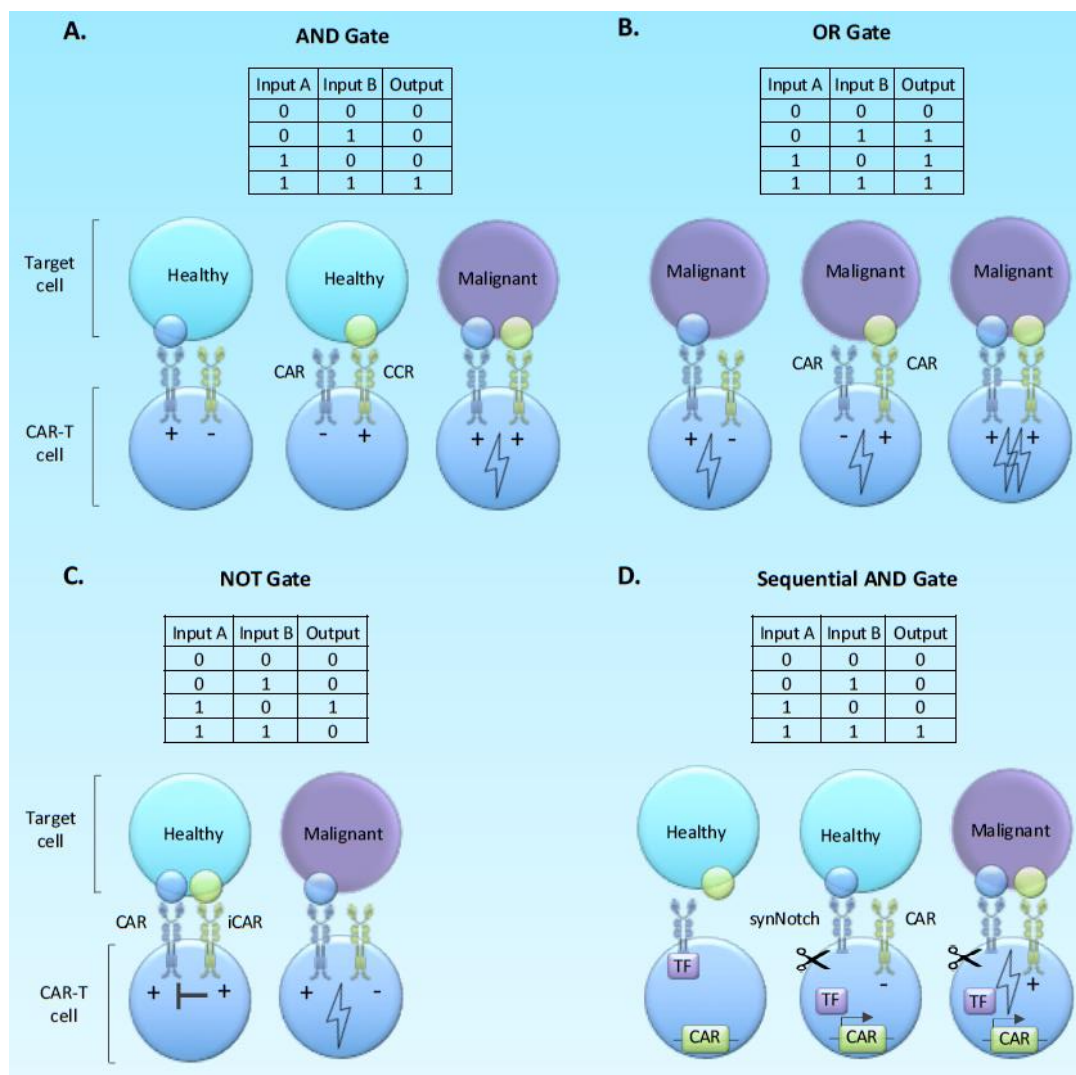 A.
AND Gate
Input A Input B Output
0 0 0
0 1 0
1 0 0
1 1 1
B.
OR Gate
Input A Input B Output
0 0 0
0 1 1
1 0 1
1 1 1
Target
cell
Healthy
Healthy
Malignant
CAR
CCR
CAR-T
cell
+ -
- +
+ +
Malignant
Malignant
Malignant
CAR
CAR
+ -
- +
+ +
C.
NOT Gate
Input A Input B Output
0 0 0
0 1 0
1 0 1
1 1 0
D.
Sequential AND Gate
Input A Input B Output
0 0 0
0 1 0
1 0 0
1 1 1
Target
cell
Healthy
Malignant
CAR
iCAR
CAR-T
cell
+ +
+ -
Healthy
Healthy
Malignant
synNotch
CAR
TF
CAR
-
TF
CAR
+
TF
CAR